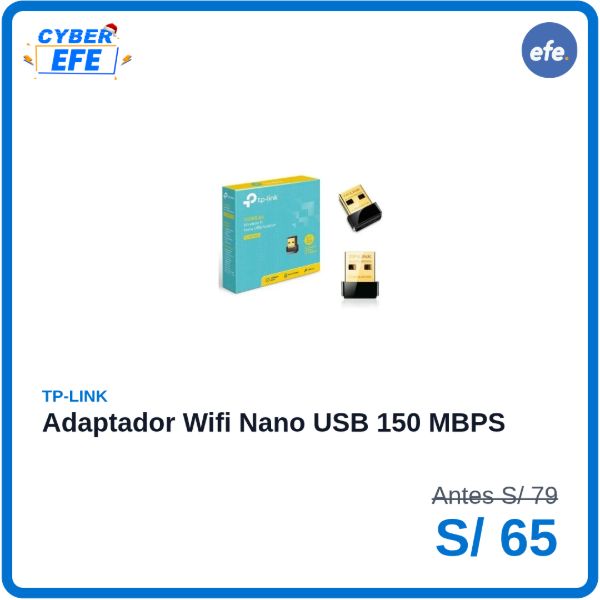 CYBER
EFE
efe.
tp-link
TP-LINK
Adaptador Wifi Nano USB 150 MBPS
Antes S/ 79
S/ 65